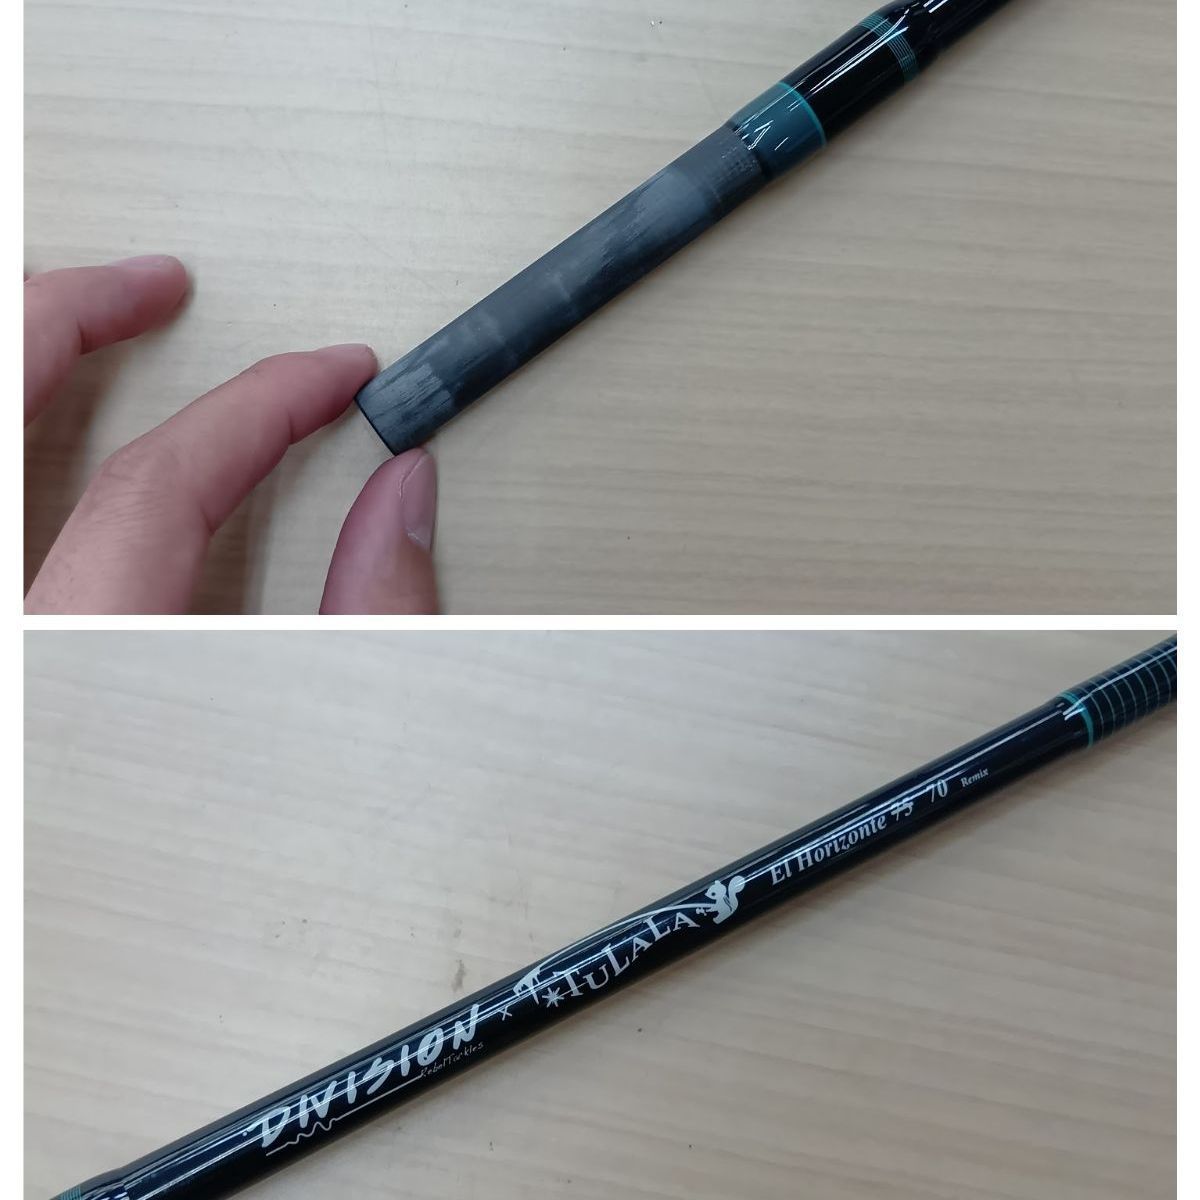 DIVISION × TULALA El Horizonte 75 70 Remix
RebelTackles